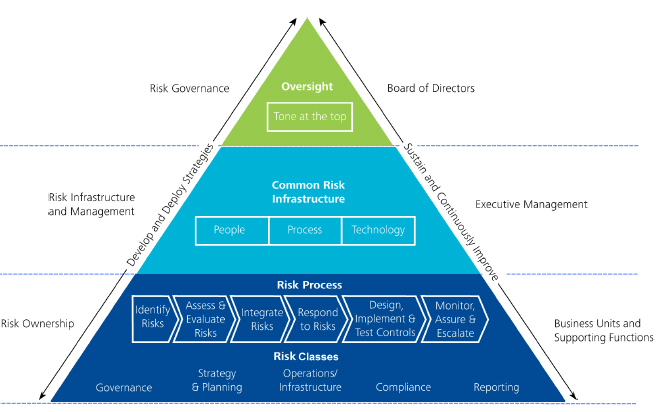 Oversight
Risk Governance
Board of Directors
Tone at the top
Develop and Deploy Strategies
Sustain and Continuously Improve
Common Risk
Infrastructure
Risk Infrastructure
and Management
Executive Management
People
Process
Technology
Risk Process
Identify
Risks
Assess &
Evaluate
Risks
Integrate
Risks
Respond
to Risks
Design,
Implement &
Test Controls
Monitor,
Assure &
Escalate
Risk Ownership
Business Units and
Supporting Functions
Risk Classes
Governance
Strategy
& Planning
Operations/
Infrastructure
Compliance
Reporting